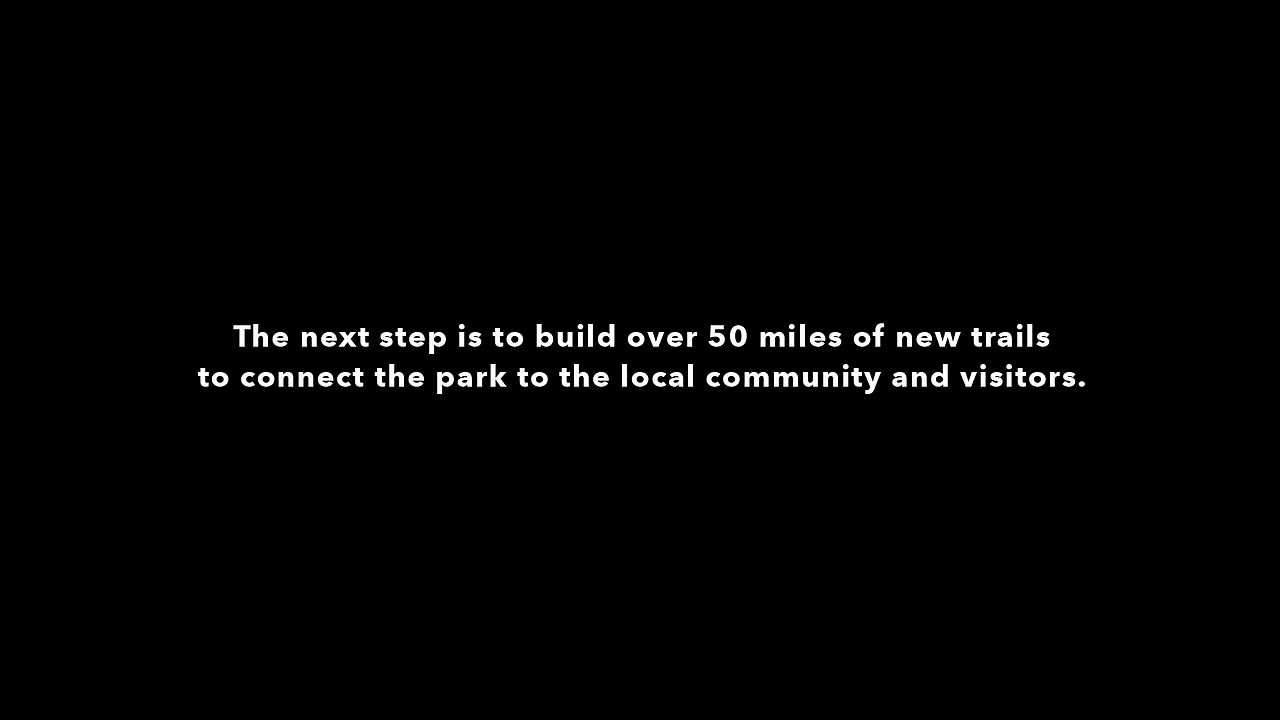 The next step is to build over 50 miles of new trails
to connect the park to the local community and visitors.